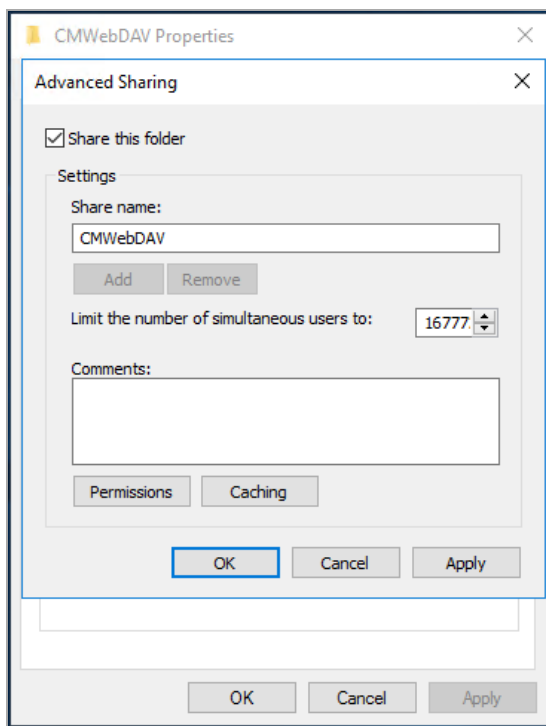 CMWebDAV Properties
Advanced Sharing
Share this folder
Settings
Share name:
CMWebDAV
Add Remove
Limit the number of simultaneous users to: 16777
Comments:
Permissions Caching
OK Cancel Apply
OK Cancel Apply